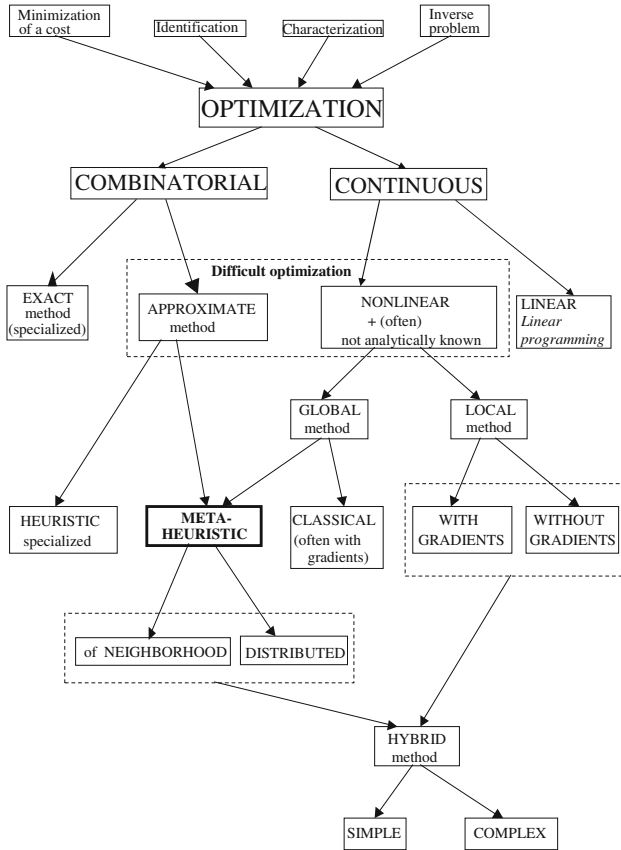 Minimization
of a cost
Identification
Characterization
Inverse
problem
OPTIMIZATION
COMBINATORIAL
CONTINUOUS
Difficult optimization
EXACT
method
(specialized)
APPROXIMATE
method
NONLINEAR
+ (often)
not analytically known
LINEAR
Linear
programming
GLOBAL
method
LOCAL
method
HEURISTIC
specialized
META-
HEURISTIC
CLASSICAL
(often with
gradients)
WITH
GRADIENTS
WITHOUT
GRADIENTS
of NEIGHBORHOOD
DISTRIBUTED
HYBRID
method
SIMPLE
COMPLEX